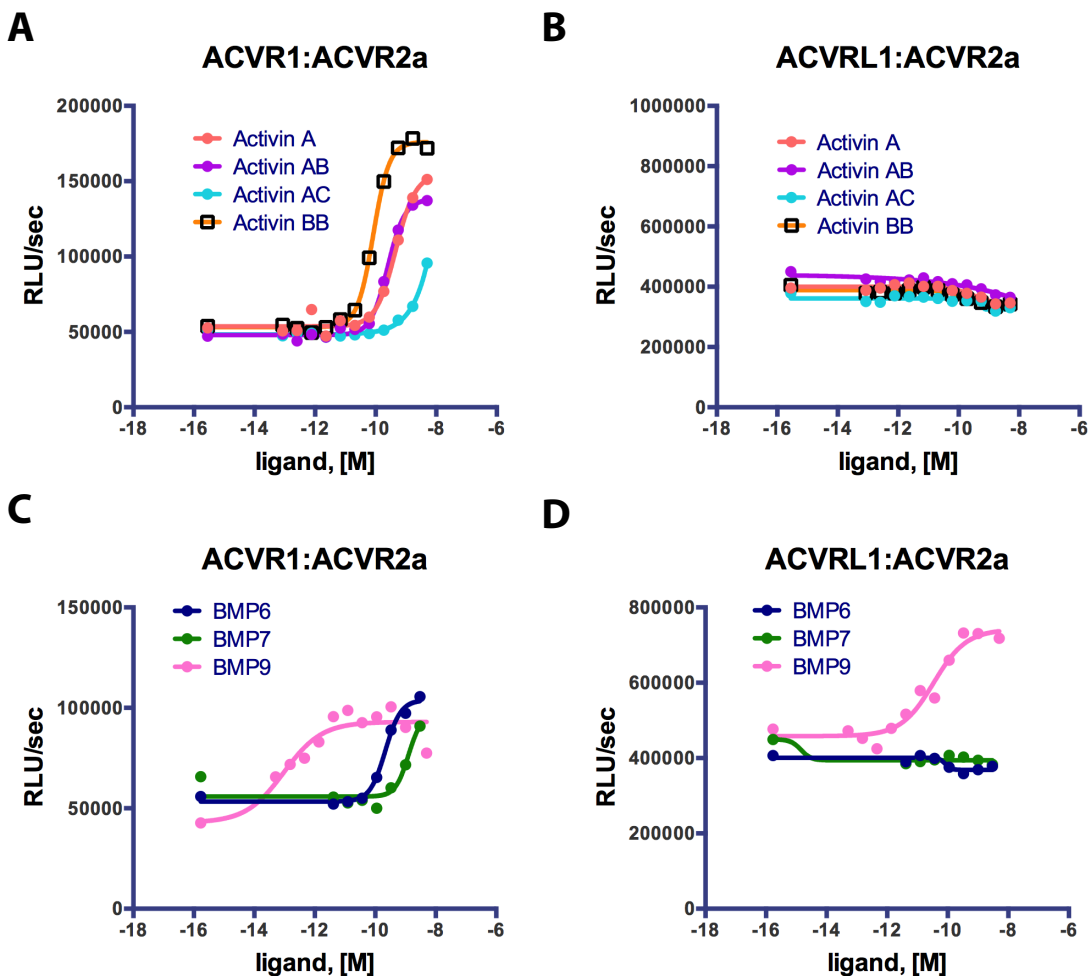 A
ACVR1:ACVR2a
200000
150000
100000
50000
0
RLU/sec
Activin A
Activin AB
Activin AC
Activin BB
-18 -16 -14 -12 -10 -8 -6
ligand, [M]
B
ACVRL1:ACVR2a
1000000
800000
600000
400000
200000
0
RLU/sec
Activin A
Activin AB
Activin AC
Activin BB
-18 -16 -14 -12 -10 -8 -6
ligand, [M]
C
ACVR1:ACVR2a
150000
100000
50000
0
RLU/sec
BMP6
BMP7
BMP9
-18 -16 -14 -12 -10 -8 -6
ligand, [M]
D
ACVRL1:ACVR2a
800000
600000
400000
200000
0
RLU/sec
BMP6
BMP7
BMP9
-18 -16 -14 -12 -10 -8 -6
ligand, [M]